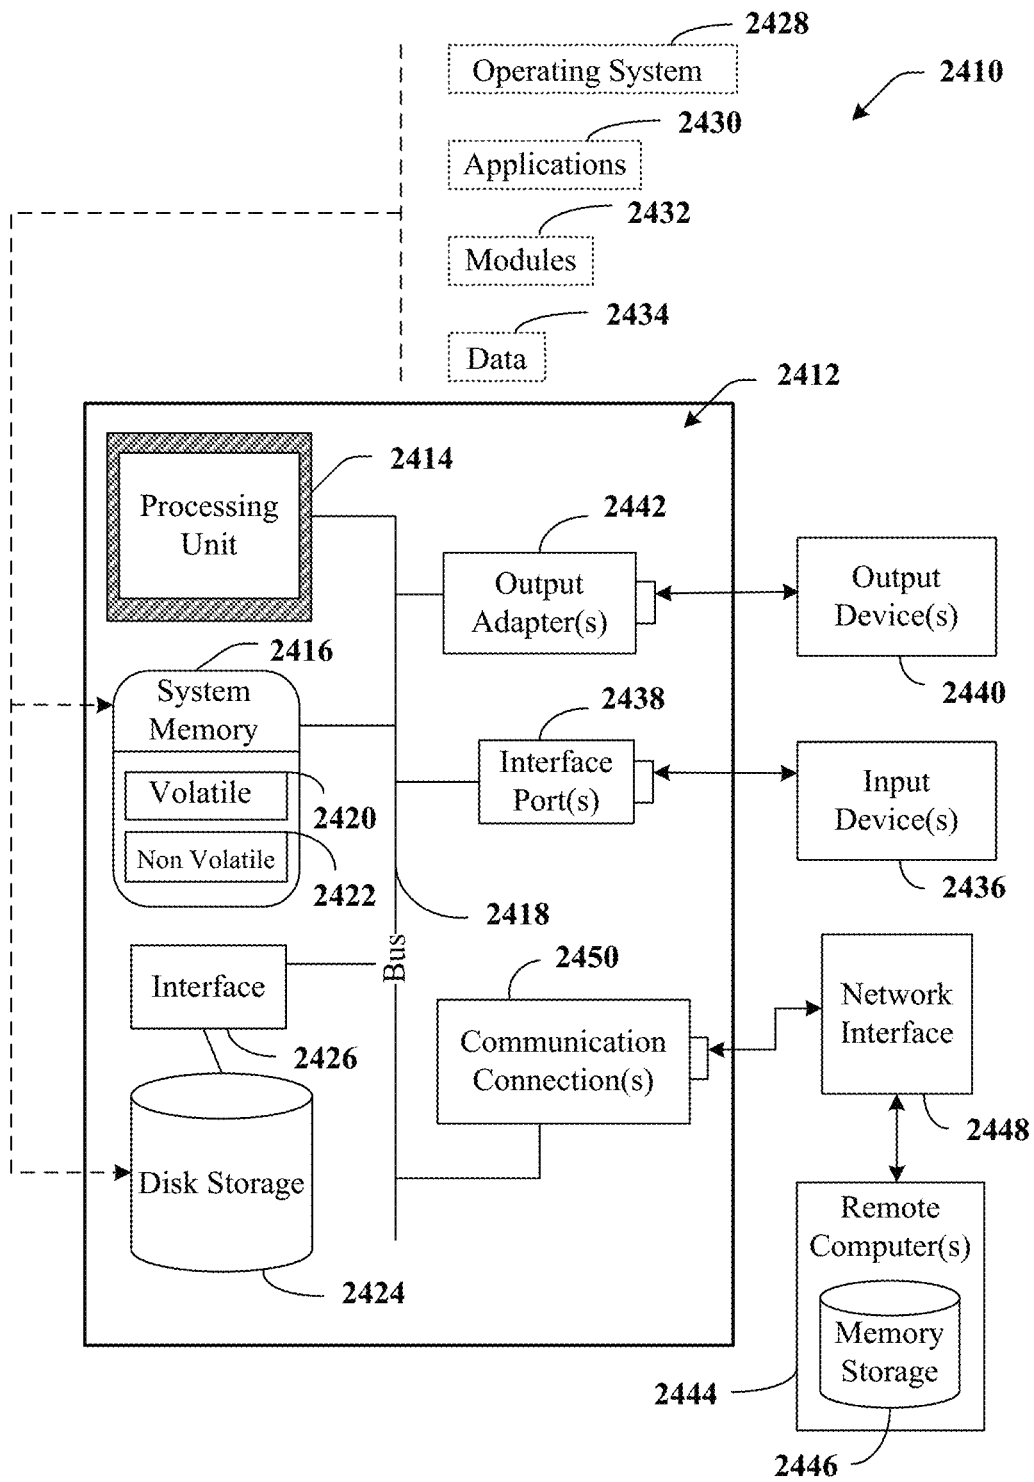 2428
Operating System
2410
2430
Applications
2432
Modules
2434
Data
2412
2414
Processing
Unit
2442
Output
Adapter(s)
Output
Device(s)
2440
2416
System
Memory
2438
Interface
Port(s)
Input
Device(s)
2436
Volatile
2420
Non Volatile
2422
2418
Bus
2450
Interface
2426
Communication
Connection(s)
Network
Interface
2448
Disk Storage
2424
Remote
Computer(s)
Memory
Storage
2444
2446